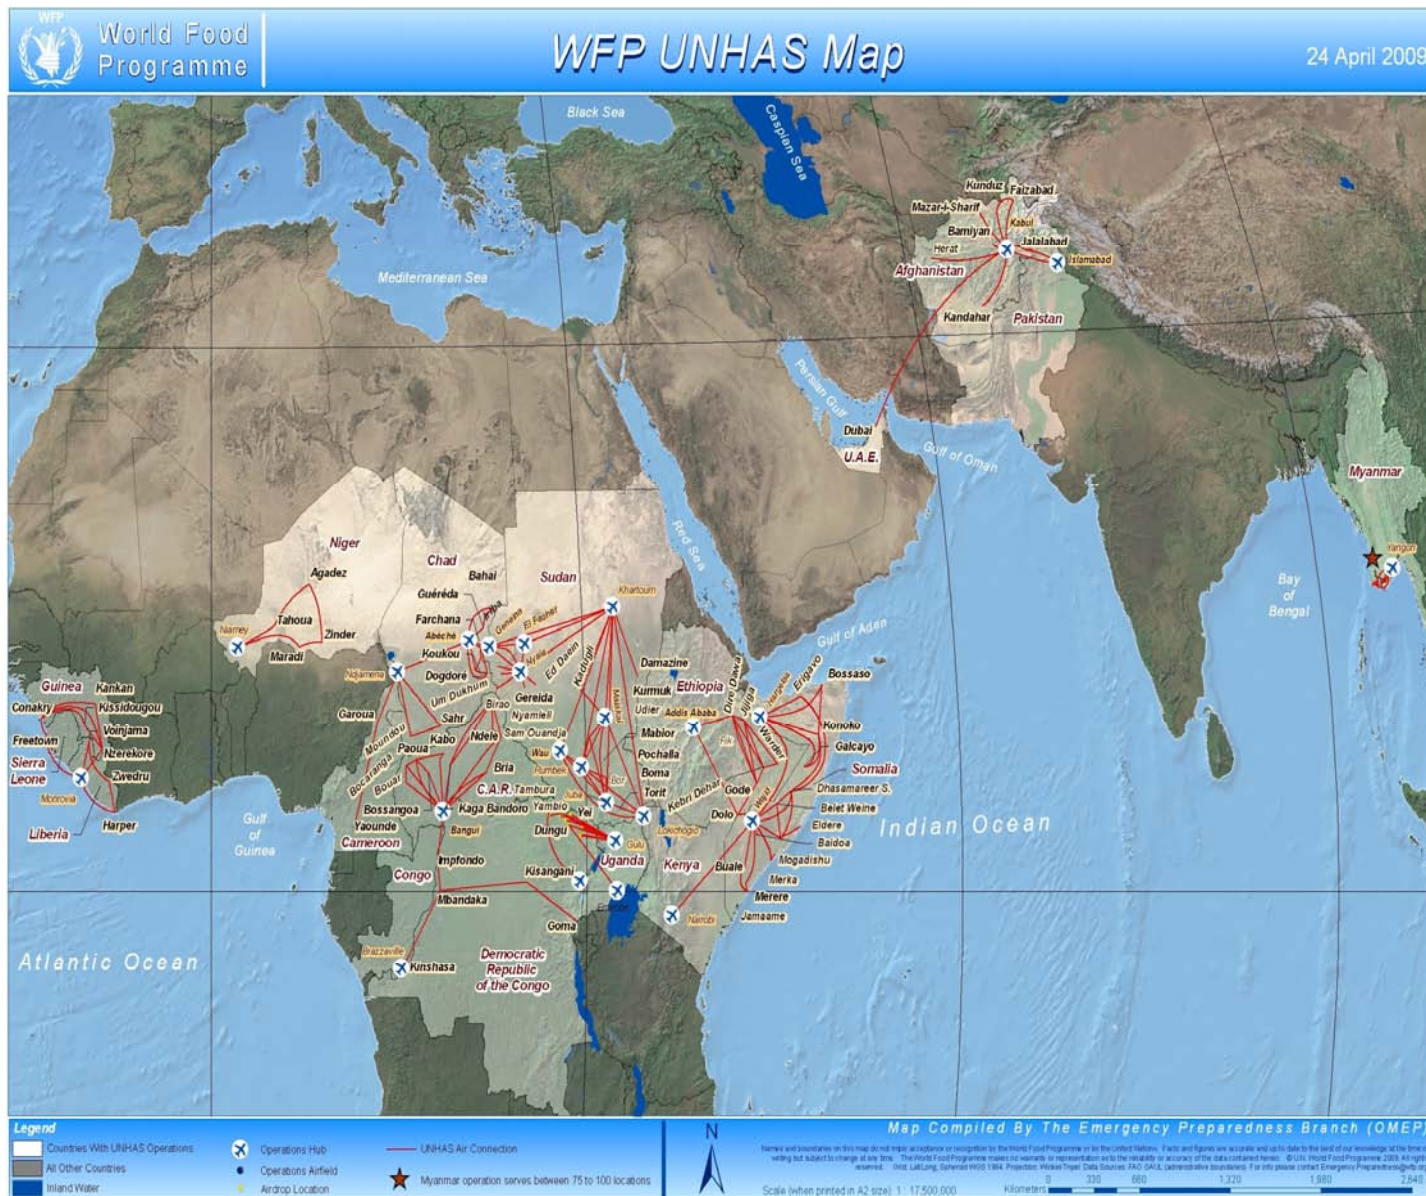 WFP
World Food
Programme
WFP UNHAS Map
24 April 2009
Black Sea
Caspian Sea
Mediterranean Sea
Kunduz
Faizabad
Mazar-i-Sharif
Kabul
Bamiyan
Jalalabad
Herat
Islamabad
Afghanistan
Kandahar
Pakistan
Persian Gulf
Dubai
U.A.E.
Gulf of Oman
Myanmar
Yangon
Bay
of
Bengal
Red Sea
Gulf of Aden
Niger
Agadez
Tahoua
Niamey
Zinder
Maradi
Chad
Bahai
Guéréda
Iriba
Farchana
Abéché
Geneina
El Fasher
Koukou
Nyala
Ndjamena
Dogdoré
Um Dukhum
Ed Daein
Kadugli
Sudan
Khartoum
Gereida
Birao
Nyamlell
Sam Ouandja
Malakal
Damazine
Kurmuk
Udier
Ethiopia
Addis Ababa
Dire Dawa
Jijiga
Hargeisa
Erigavo
Bossaso
Guinea
Kankan
Conakry
Kissidougou
Voinjama
Freetown
Nzerekore
Sierra
Leone
Zwedru
Monrovia
Harper
Liberia
Garoua
Moundou
Sahr
Paoua
Kabo
Ndele
Bocaranga
Bouar
Bria
Wau
Rumbek
Mabior
Fik
Warder
Konoko
Galcayo
Pochalla
Boma
Bor
Torit
Kebri Dehar
Gode
Somalia
Dhasamareer S.
C.A.R.
Tambura
Juba
Yambio
Yei
Bossangoa
Kaga Bandoro
Bangui
Yaounde
Cameroon
Dungu
Gulu
Lokichogio
Dolo
Wajir
Belet Weine
Eldere
Baidoa
Mogadishu
Gulf
of
Guinea
Indian Ocean
Impfondo
Congo
Kisangani
Uganda
Kenya
Buale
Merka
Merere
Mbandaka
Goma
Nairobi
Jamaame
Brazzaville
Kinshasa
Democratic
Republic
of the Congo
Atlantic Ocean
Legend
Countries With UNHAS Operations
All Other Countries
Inland Water
Operations Hub
Operations Airfield
Airdrop Location
UNHAS Air Connection
Myanmar operation serves between 75 to 100 locations
N
Map Compiled By The Emergency Preparedness Branch (OMEP)
Scale (when printed in A2 size) 1 : 17,500,000
Kilometers
0 330 660 1,320 1,980